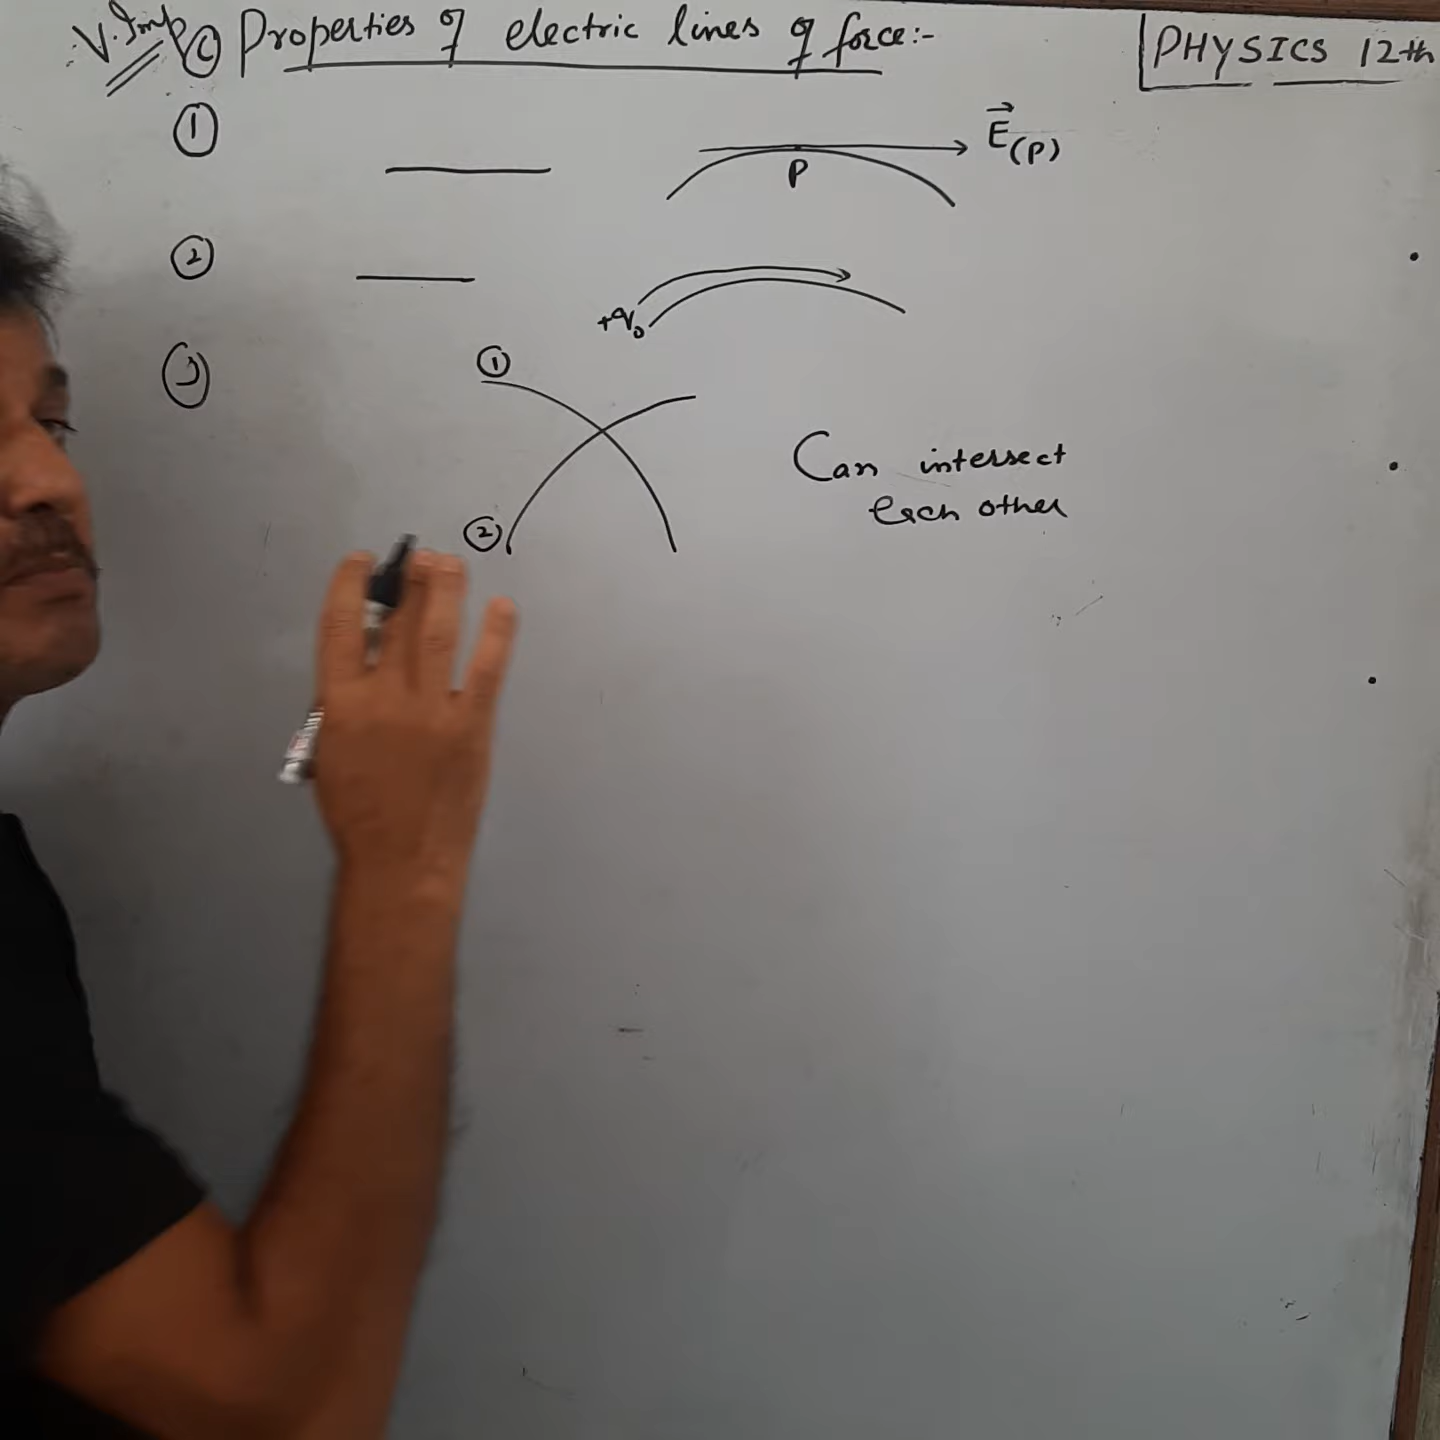 V. Imp (C) Properties of electric lines of force:-
PHYSICS 12th
①
P
E→(P)
②
+q₀
③
①
②
Can intersect
each other